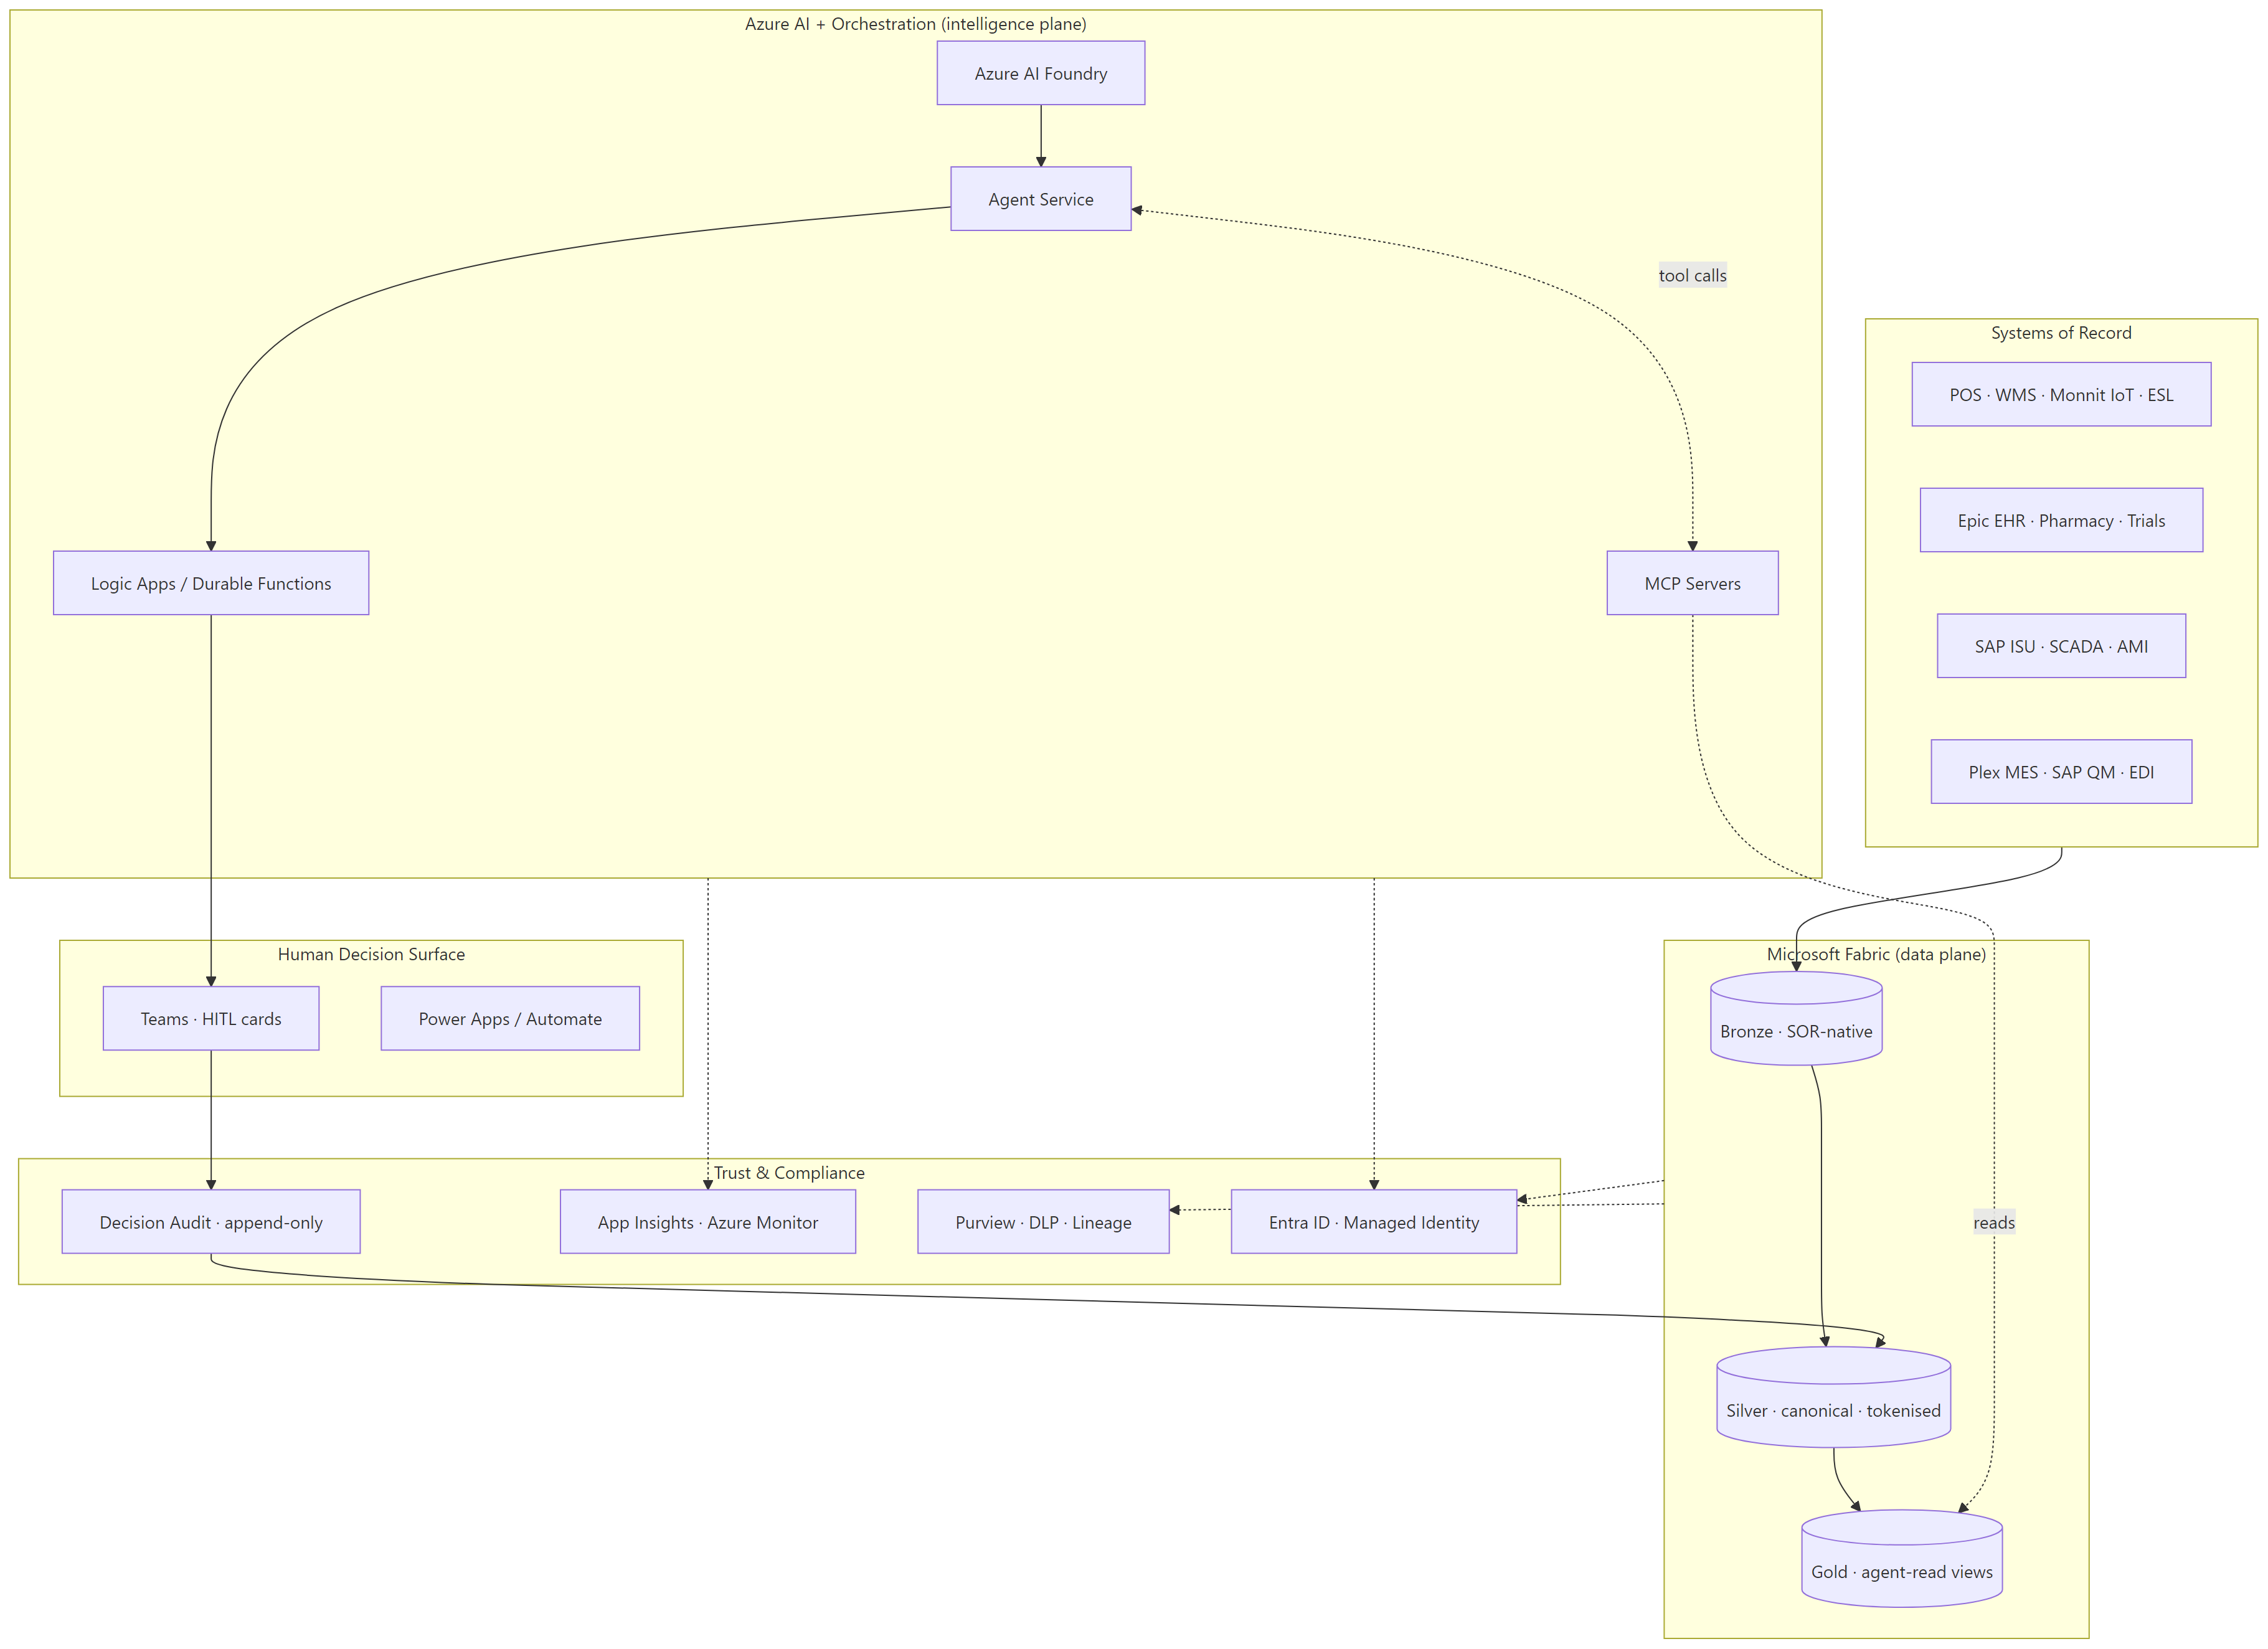 Azure AI + Orchestration (intelligence plane)
Azure AI Foundry
Agent Service
tool calls
Logic Apps / Durable Functions
MCP Servers
Systems of Record
POS · WMS · Monnit IoT · ESL
Epic EHR · Pharmacy · Trials
SAP ISU · SCADA · AMI
Plex MES · SAP QM · EDI
Human Decision Surface
Teams · HITL cards
Power Apps / Automate
Microsoft Fabric (data plane)
Bronze · SOR-native
Trust & Compliance
Decision Audit · append-only
App Insights · Azure Monitor
Purview · DLP · Lineage
Entra ID · Managed Identity
reads
Silver · canonical · tokenised
Gold · agent-read views